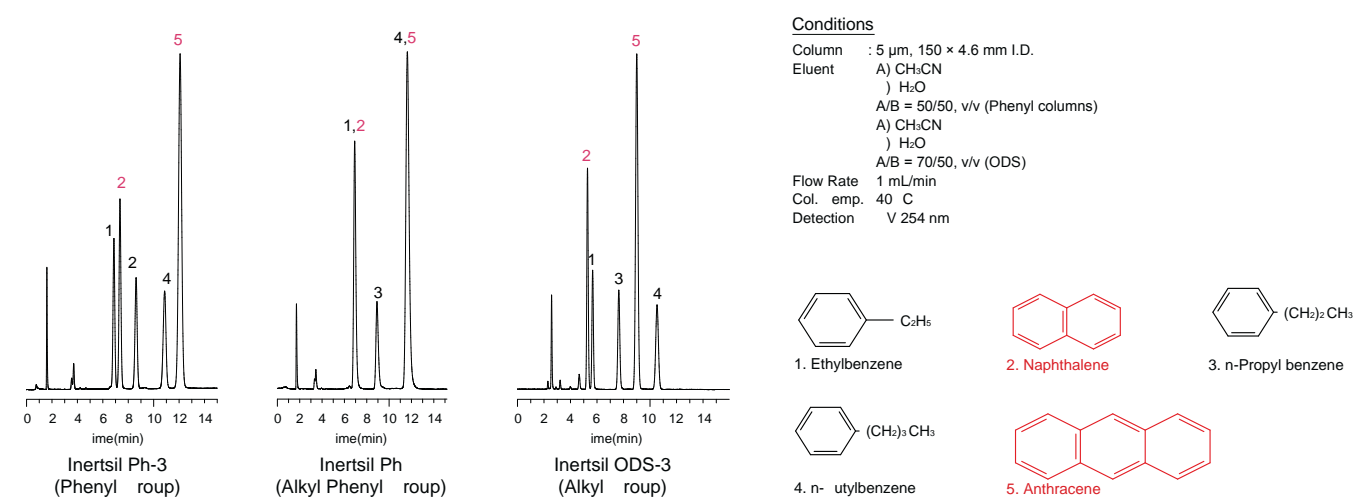 5
2
1
2
4
0 2 4 6 8 10 12 14
ime(min)
Inertsil Ph-3
(Phenyl roup)
4,5
1,2
3
0 2 4 6 8 10 12 14
ime(min)
Inertsil Ph
(Alkyl Phenyl roup)
5
2
1
3
4
0 2 4 6 8 10 12 14
ime(min)
Inertsil ODS-3
(Alkyl roup)
Conditions
Column : 5 µm, 150 × 4.6 mm I.D.
Eluent A) CH₃CN
) H₂O
A/B = 50/50, v/v (Phenyl columns)
A) CH₃CN
) H₂O
A/B = 70/50, v/v (ODS)
Flow Rate 1 mL/min
Col. emp. 40 C
Detection V 254 nm
C₂H₅
1. Ethylbenzene
2. Naphthalene
(CH₂)₂CH₃
3. n-Propyl benzene
(CH₂)₃CH₃
4. n- utylbenzene
5. Anthracene